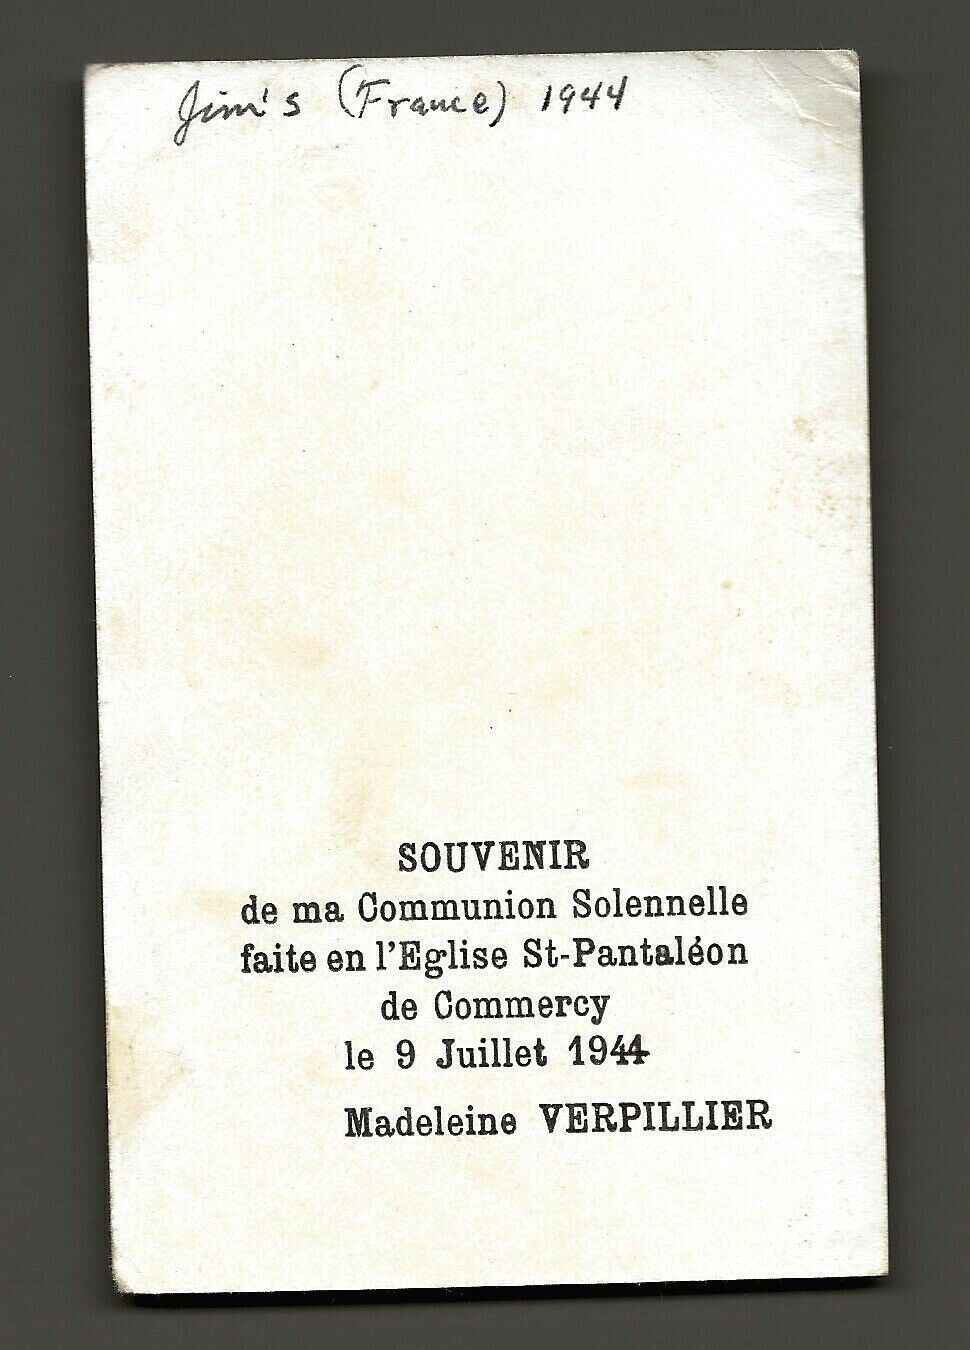 Jim's (France) 1944
SOUVENIR
de ma Communion Solennelle
faite en l'Eglise St-Pantaléon
de Commercy
le 9 Juillet 1944
Madeleine VERPILLIER